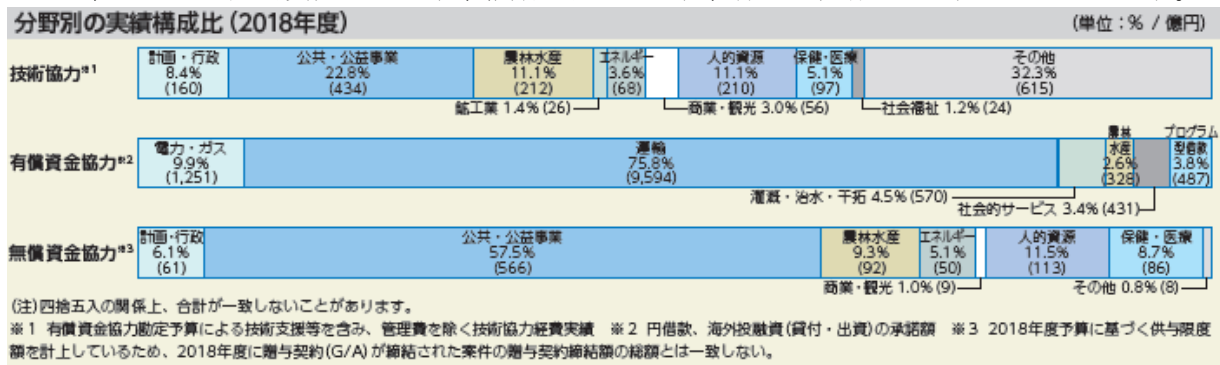 分野別の実績構成比（2018年度）
（単位：％ / 億円）
技術協力※1
計画・行政 8.4% (160)
公共・公益事業 22.8% (434)
農林水産 11.1% (212)
エネルギー 3.6% (68)
人的資源 11.1% (210)
保健・医療 5.1% (97)
その他 32.3% (615)
鉱工業 1.4% (26)
商業・観光 3.0% (56)
社会福祉 1.2% (24)
有償資金協力※2
電力・ガス 9.9% (1,251)
運輸 75.8% (9,594)
農林水産 2.6% (328)
プログラム型借款 3.8% (487)
灌漑・治水・干拓 4.5% (570)
社会的サービス 3.4% (431)
無償資金協力※3
計画・行政 6.1% (61)
公共・公益事業 57.5% (566)
農林水産 9.3% (92)
エネルギー 5.1% (50)
人的資源 11.5% (113)
保健・医療 8.7% (86)
商業・観光 1.0% (9)
その他 0.8% (8)
(注)四捨五入の関係上、合計が一致しないことがあります。
※1 有償資金協力勘定予算による技術支援等を含み、管理費を除く技術協力経費実績 ※2 円借款、海外投融資(貸付・出資)の承諾額 ※3 2018年度予算に基づく供与限度
額を計上しているため、2018年度に贈与契約(G/A)が締結された案件の贈与契約締結額の総額とは一致しない。